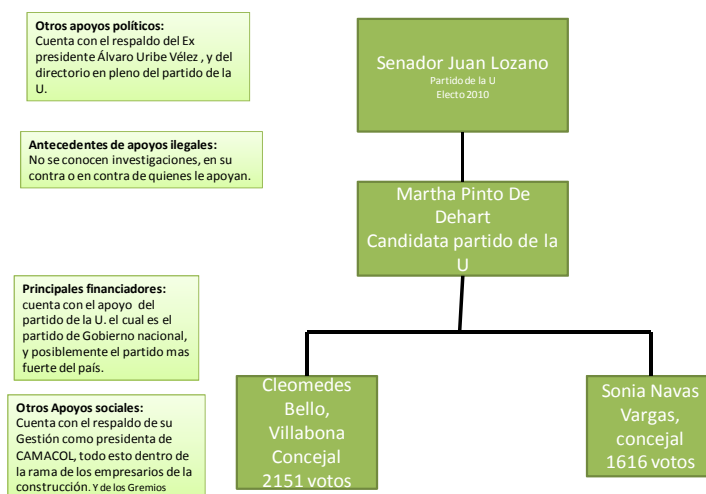 Otros apoyos políticos:
Cuenta con el respaldo del Ex
presidente Álvaro Uribe Vélez , y del
directorio en pleno del partido de la
U.
Senador Juan Lozano
Partido de la U
Electo 2010
Antecedentes de apoyos ilegales:
No se conocen investigaciones, en su
contra o en contra de quienes le apoyan.
Martha Pinto De
Dehart
Candidata partido de la
U
Principales financiadores:
cuenta con el apoyo del
partido de la U. el cual es el
partido de Gobierno nacional,
y posiblemente el partido mas
fuerte del país.
Otros Apoyos sociales:
Cuenta con el respaldo de su
Gestión como presidenta de
CAMACOL, todo esto dentro de
la rama de los empresarios de la
construcción. Y de los Gremios
Cleomedes
Bello,
Villabona
Concejal
2151 votos
Sonia Navas
Vargas,
concejal
1616 votos